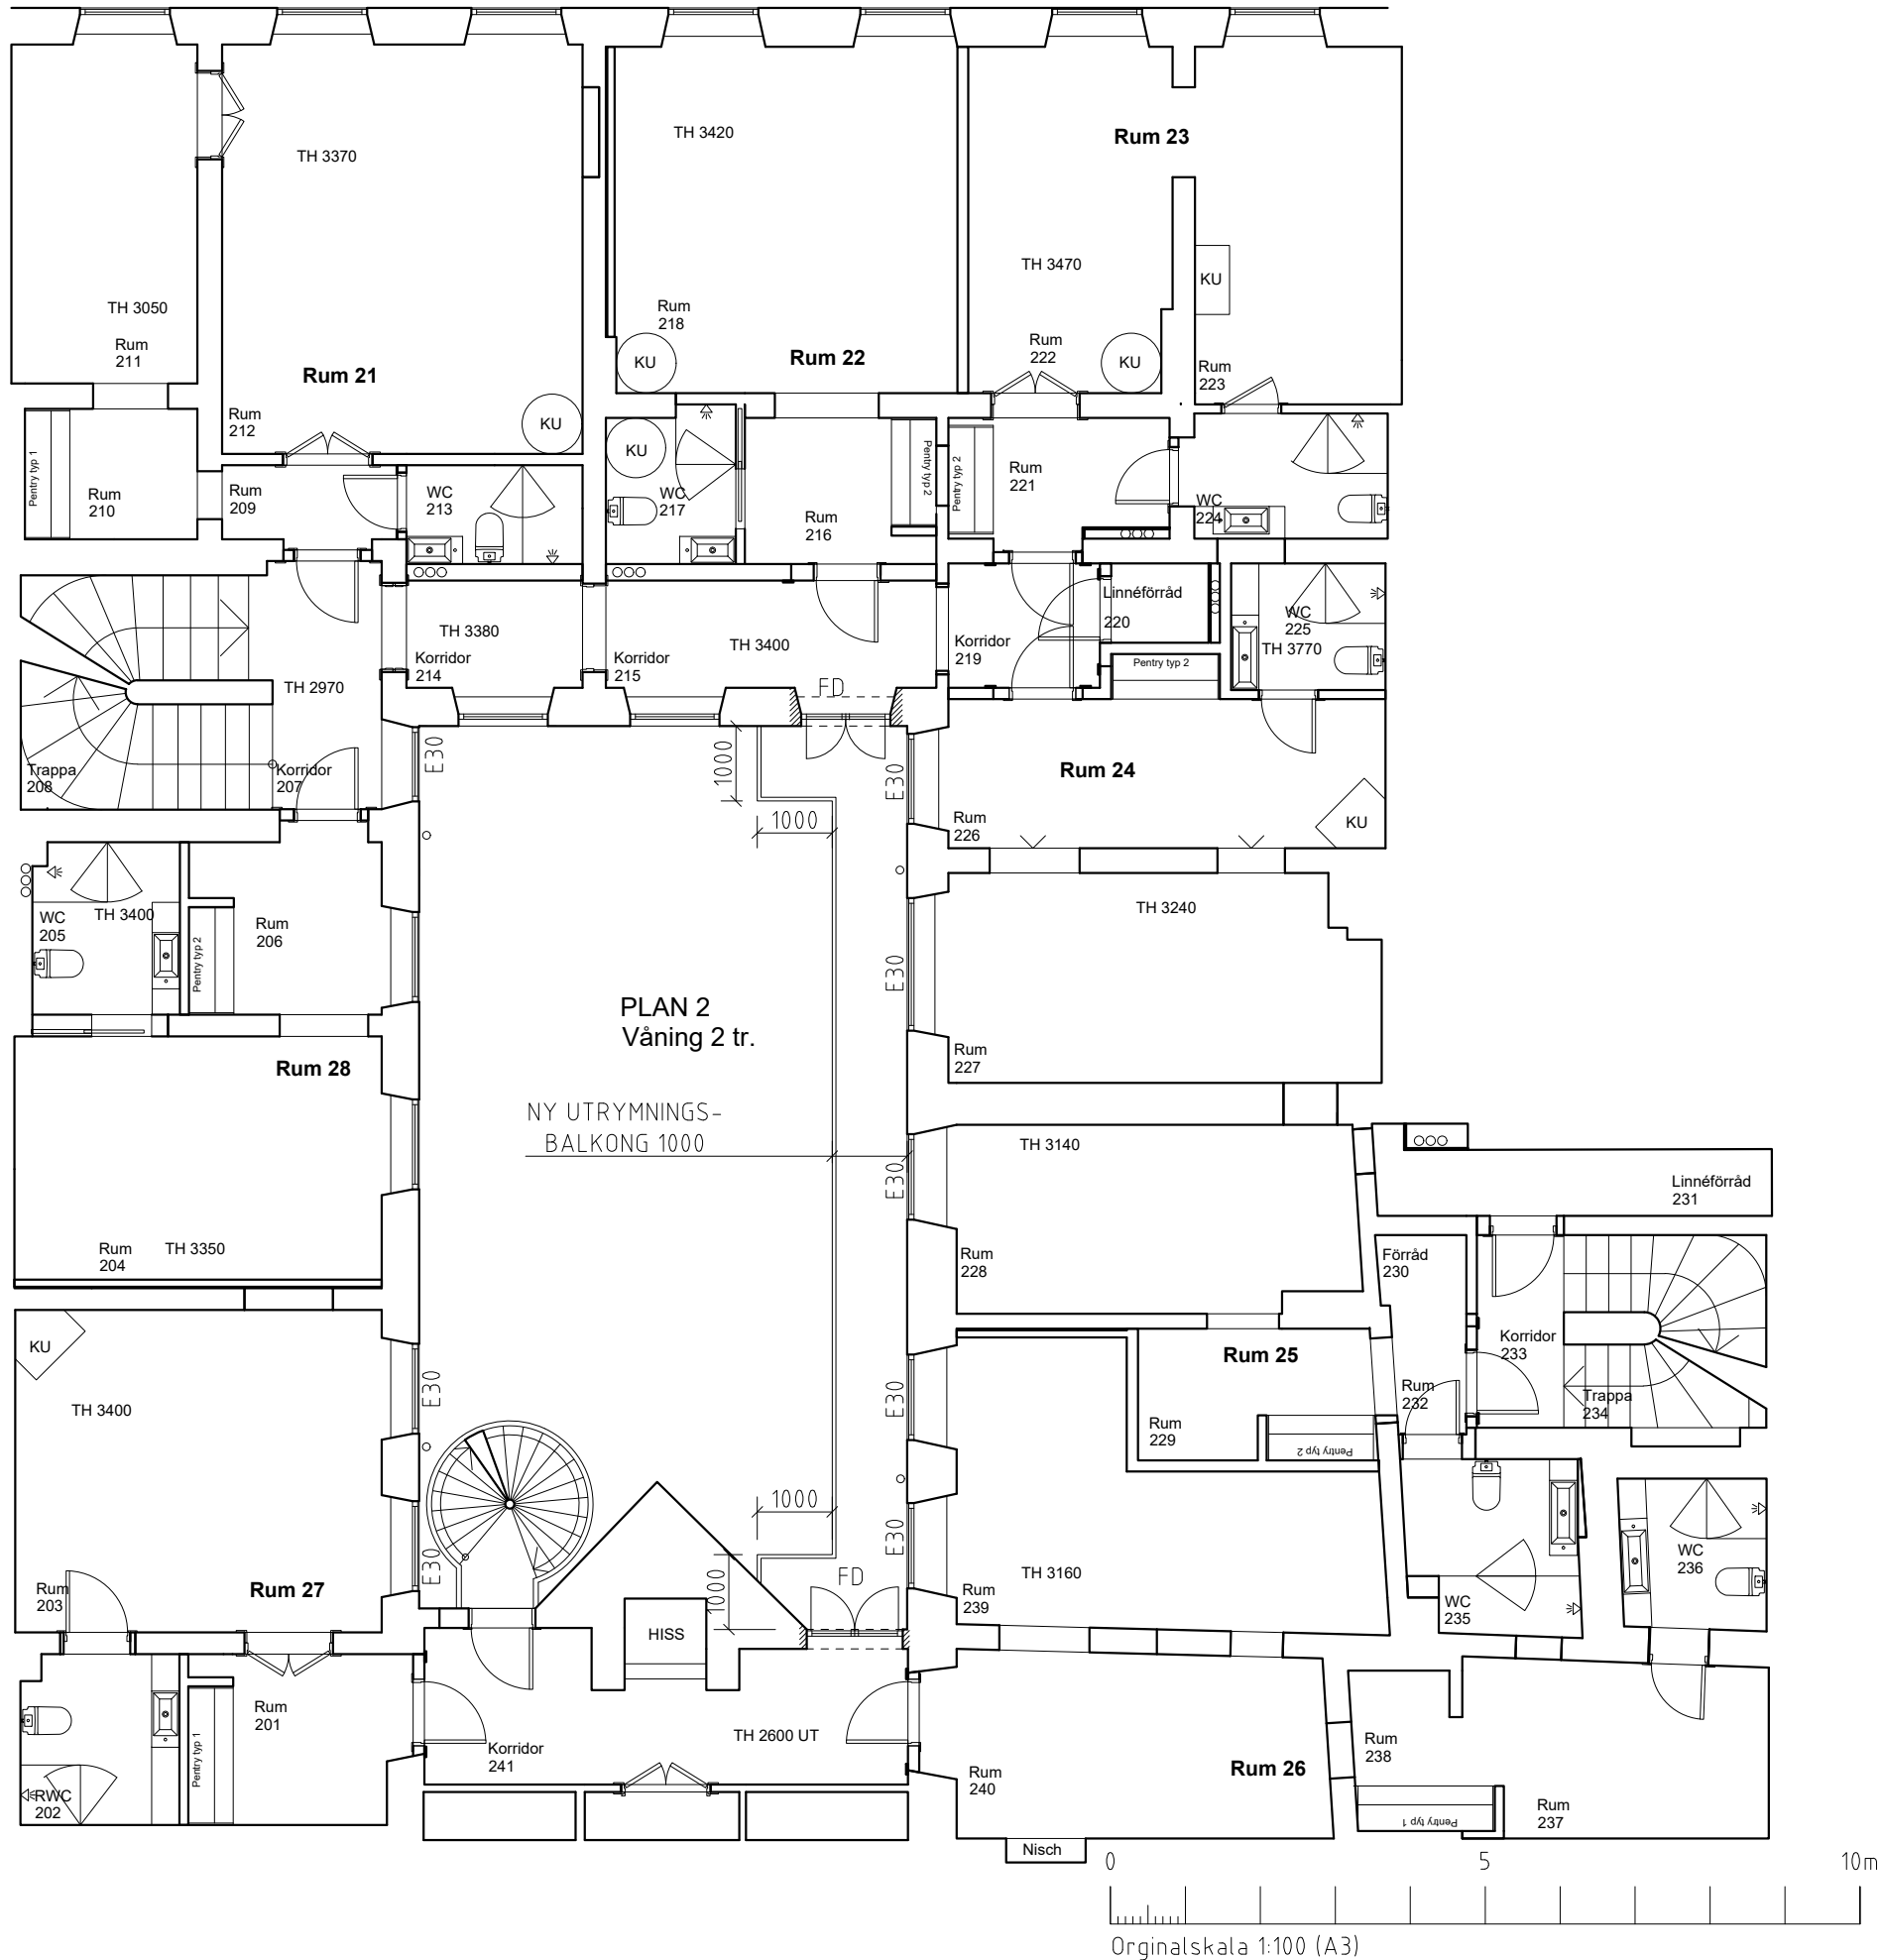 TH 3420
Rum 23
TH 3370
TH 3470
KU
TH 3050
Rum
218
Rum
211
Rum 22
KU
Rum
222
KU
Rum
223
Rum 21
Rum
212
KU
KU
Pentry typ 1
Rum
210
Rum
209
WC
213
WC
217
Rum
216
Pentry typ 2
Pentry typ 2
Rum
221
WC
224
Linnéförråd
220
WC
225
TH 3770
TH 3380
Korridor
214
TH 3400
Korridor
215
Korridor
219
Pentry typ 2
TH 2970
FD
E30
1000
E30
Rum 24
Trappa
208
Korridor
207
1000
Rum
226
KU
WC
205
TH 3400
Rum
206
Pentry typ 2
TH 3240
E30
PLAN 2
Våning 2 tr.
Rum 28
Rum
227
NY UTRYMNINGS-
BALKONG 1000
TH 3140
E30
Linnéförråd
231
Rum
204
TH 3350
Rum
228
Förråd
230
KU
Rum 25
Korridor
233
E30
E30
TH 3400
Rum
232
Trappa
234
Rum
229
Pentry typ 2
1000
E30
E30
1000
FD
TH 3160
WC
236
Rum
203
Rum 27
Rum
239
WC
235
HISS
Rum
201
Pentry typ 1
TH 2600 UT
Korridor
241
Rum
238
RWC
202
Rum
240
Rum 26
Pentry typ 1
Rum
237
Nisch
0 5 10m
Orginalskala 1:100 (A3)